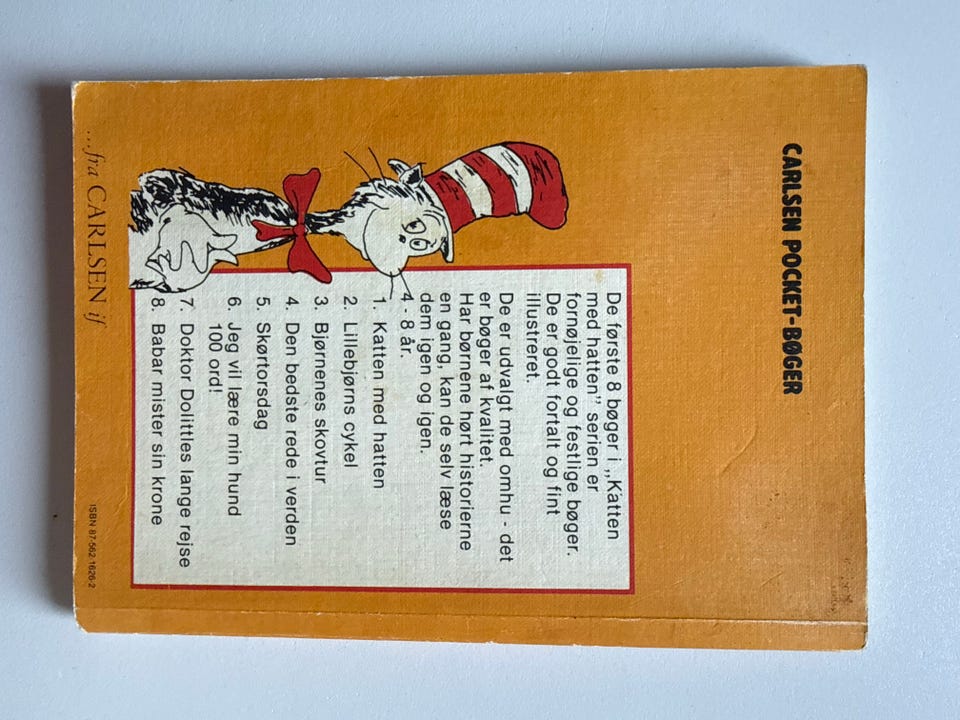 CARLSEN POCKET-BØGER
De første 8 bøger i ,,Katten
med hatten" serien er
fornøjelige og festlige bøger.
De er godt fortalt og fint
illustreret.
De er udvalgt med omhu - det
er bøger af kvalitet.
Har børnene hørt historierne
en gang, kan de selv læse
dem igen og igen.
4 - 8 år.
1. Katten med hatten
2. Lillebjørns cykel
3. Bjørnenes skovtur
4. Den bedste rede i verden
5. Skørtorsdag
6. Jeg vil lære min hund
100 ord!
7. Doktor Dolittles lange rejse
8. Babar mister sin krone
...fra CARLSEN if
ISBN 87-562 1626-2